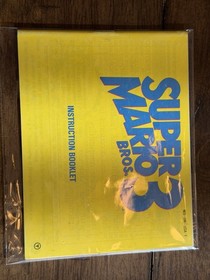 SUPER
MARIO
BROS. 3
INSTRUCTION BOOKLET